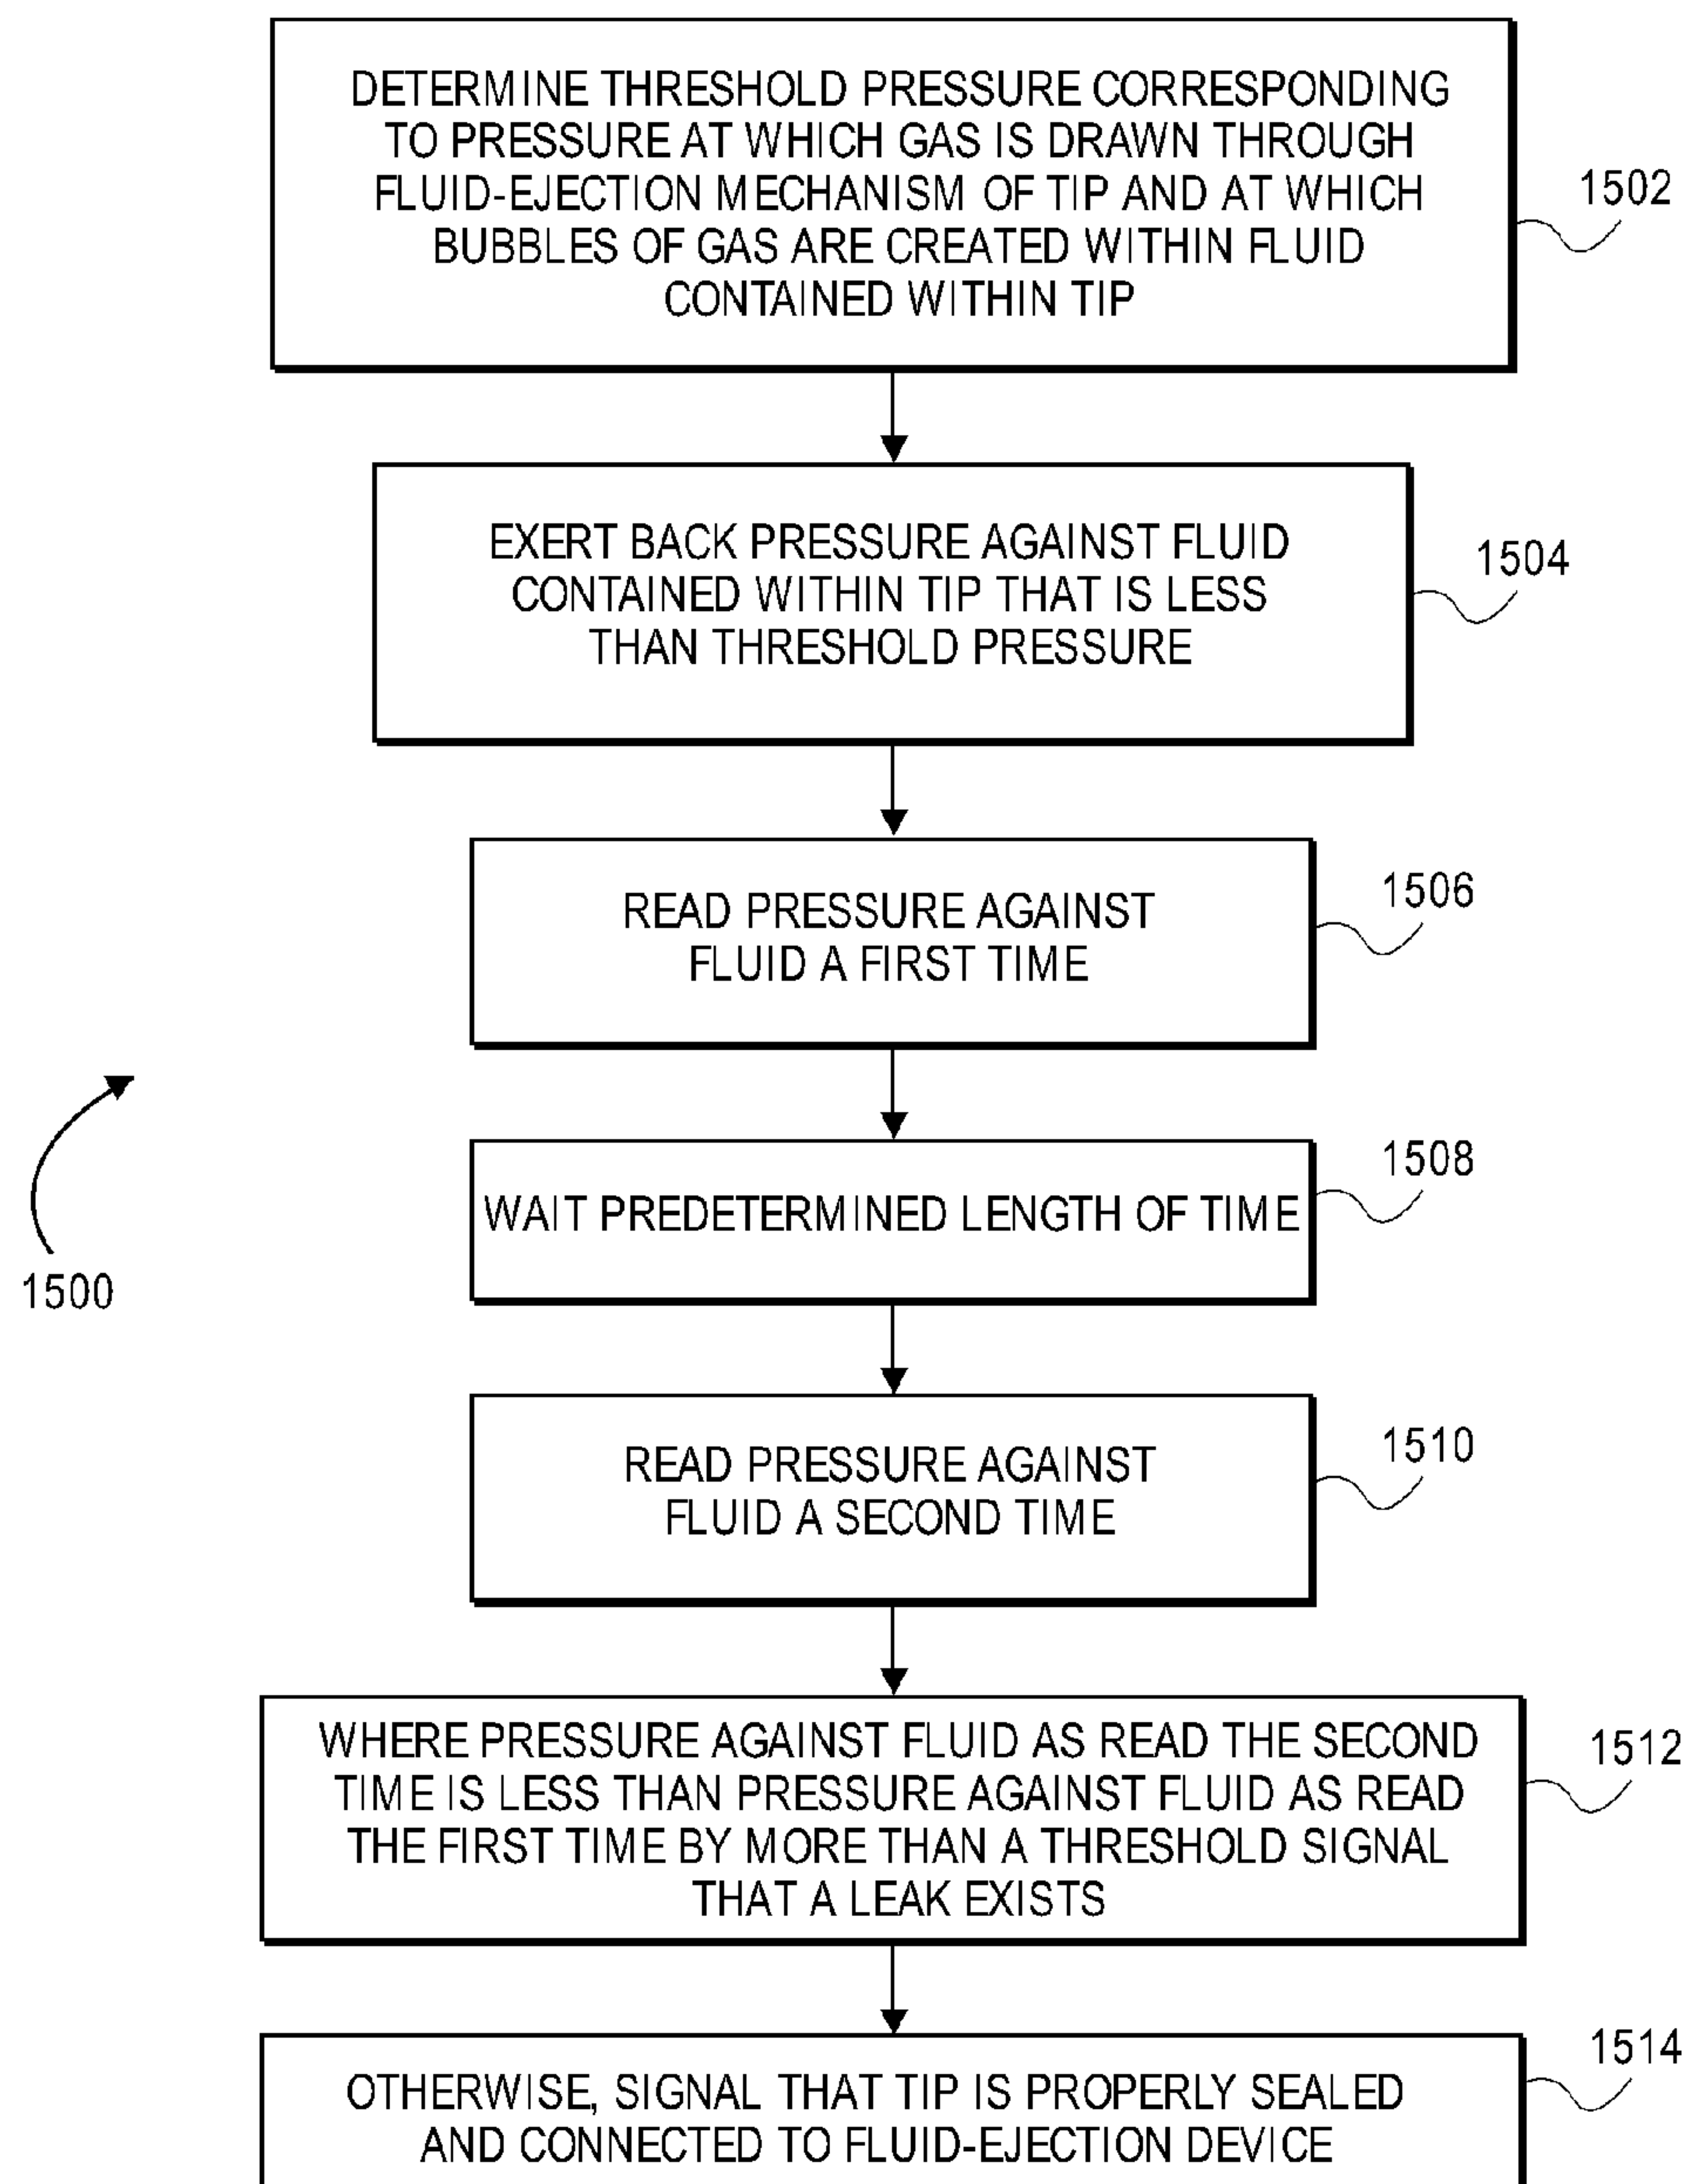 DETERMINE THRESHOLD PRESSURE CORRESPONDING
TO PRESSURE AT WHICH GAS IS DRAWN THROUGH
FLUID-EJECTION MECHANISM OF TIP AND AT WHICH
BUBBLES OF GAS ARE CREATED WITHIN FLUID
CONTAINED WITHIN TIP
1502
EXERT BACK PRESSURE AGAINST FLUID
CONTAINED WITHIN TIP THAT IS LESS
THAN THRESHOLD PRESSURE
1504
READ PRESSURE AGAINST
FLUID A FIRST TIME
1506
WAIT PREDETERMINED LENGTH OF TIME
1508
1500
READ PRESSURE AGAINST
FLUID A SECOND TIME
1510
WHERE PRESSURE AGAINST FLUID AS READ THE SECOND
TIME IS LESS THAN PRESSURE AGAINST FLUID AS READ
THE FIRST TIME BY MORE THAN A THRESHOLD SIGNAL
THAT A LEAK EXISTS
1512
OTHERWISE, SIGNAL THAT TIP IS PROPERLY SEALED
AND CONNECTED TO FLUID-EJECTION DEVICE
1514